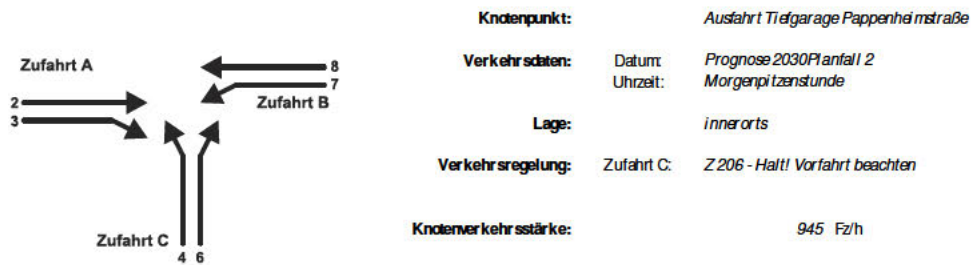 Zufahrt A
8
7
Zufahrt B
2
3
Zufahrt C
4 6
Knotenpunkt: Ausfahrt Tiefgarage Pappenheimstraße
Verkehrsdaten: Datum: Prognose 2030Planfall 2
Uhrzeit: Morgenpitzenstunde
Lage: innerorts
Verkehrsregelung: Zufahrt C: Z 206 - Halt! Vorfahrt beachten
Knotenverkehrsstärke: 945 Fz/h